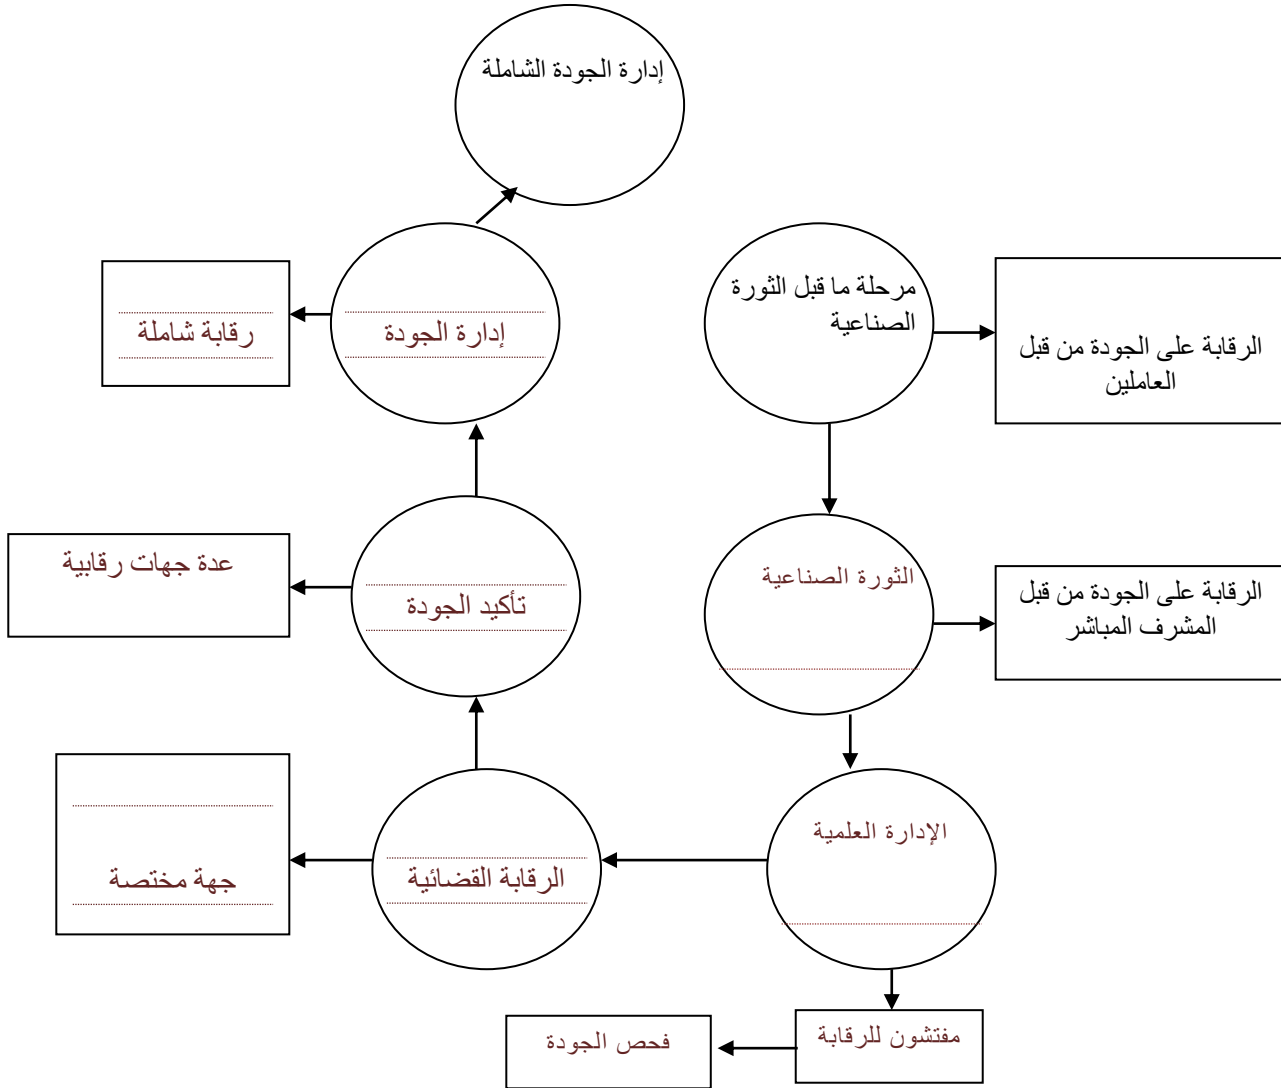 إدارة الجودة الشاملة
مرحلة ما قبل الثورة
الصناعية
الرقابة على الجودة من قبل
العاملين
إدارة الجودة
رقابة شاملة
الثورة الصناعية
الرقابة على الجودة من قبل
المشرف المباشر
تأكيد الجودة
عدة جهات رقابية
الإدارة العلمية
الرقابة القضائية
جهة مختصة
مفتشون للرقابة
فحص الجودة